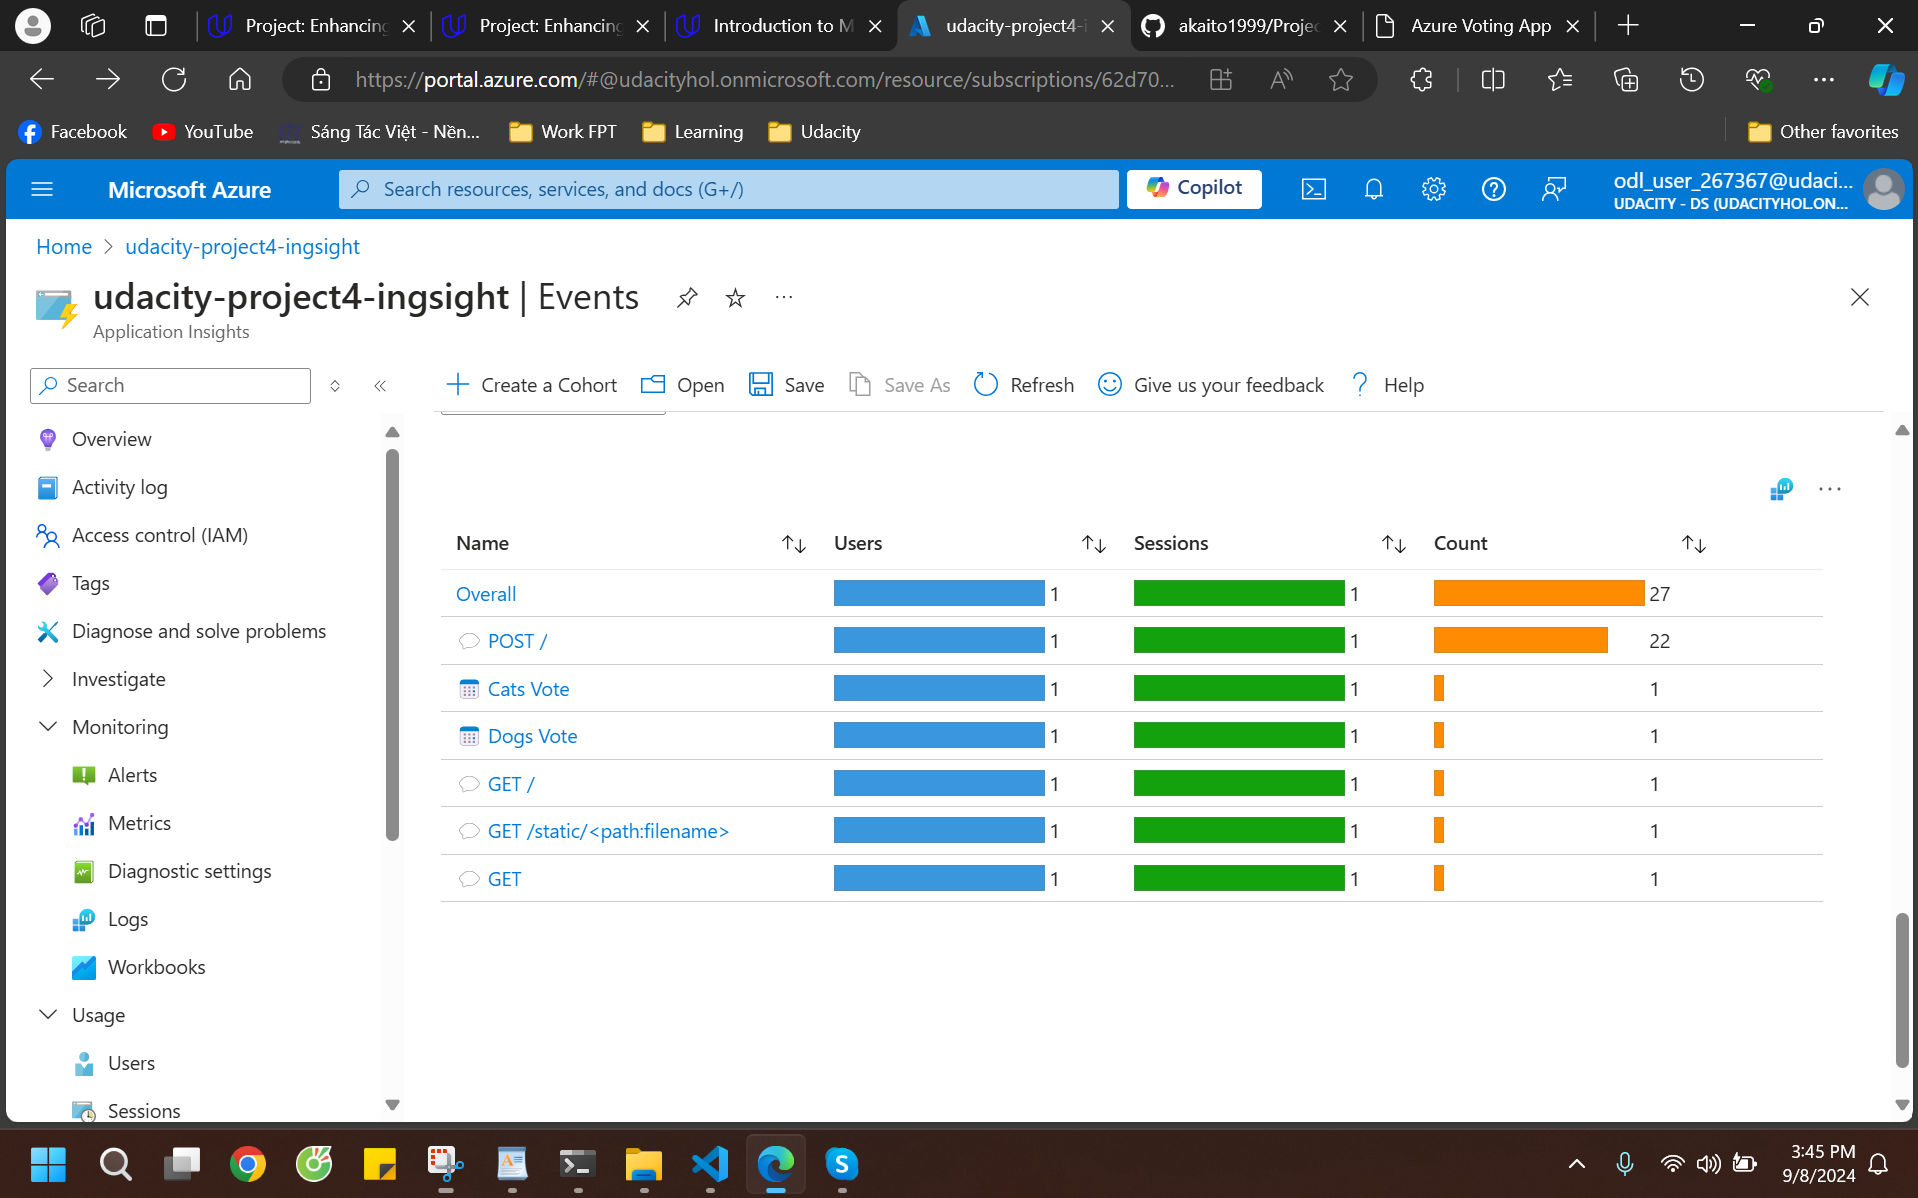 Project: Enhancing
Project: Enhancing
Introduction to M
udacity-project4-i
akaito1999/Projec
Azure Voting App
https://portal.azure.com/#@udacityhol.onmicrosoft.com/resource/subscriptions/62d70...
Facebook
YouTube
Sáng Tác Việt - Nền...
Work FPT
Learning
Udacity
Other favorites
Microsoft Azure
Search resources, services, and docs (G+/)
Copilot
odl_user_267367@udaci...
UDACITY - DS (UDACITYHOL.ON...
Home > udacity-project4-ingsight
udacity-project4-ingsight | Events
...
Application Insights
Search
Create a Cohort
Open
Save
Save As
Refresh
Give us your feedback
Help
Overview
Activity log
Access control (IAM)
Tags
Diagnose and solve problems
Investigate
Monitoring
Alerts
Metrics
Diagnostic settings
Logs
Workbooks
Usage
Users
Sessions
Name Users Sessions Count
Overall 1 1 27
POST / 1 1 22
Cats Vote 1 1 1
Dogs Vote 1 1 1
GET / 1 1 1
GET /static/<path:filename> 1 1 1
GET 1 1 1
3:45 PM
9/8/2024